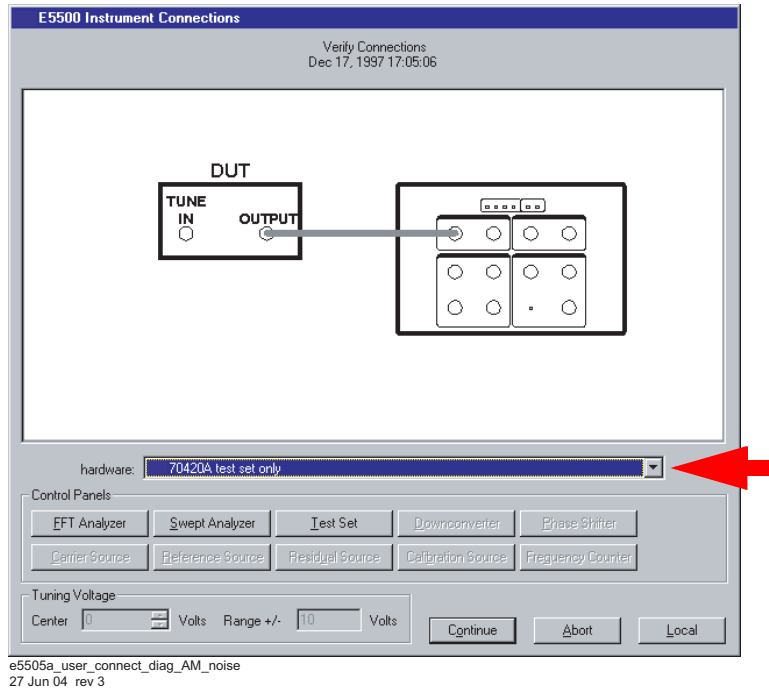 E5500 Instrument Connections
Verify Connections
Dec 17, 1997 17:05:06
DUT
TUNE
IN OUTPUT
hardware: 70420A test set only
Control Panels
FFT Analyzer Swept Analyzer Test Set Downconverter Phase Shifter
Carrier Source Reference Source Residual Source Calibration Source Frequency Counter
Tuning Voltage
Center 0 Volts Range +/- 10 Volts
Continue Abort Local
e5505a_user_connect_diag_AM_noise
27 Jun 04 rev 3